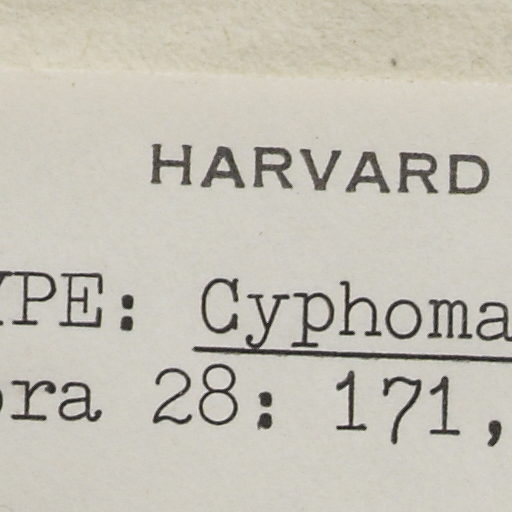 HARVARD
YPE: Cyphoma
ora 28: 171,